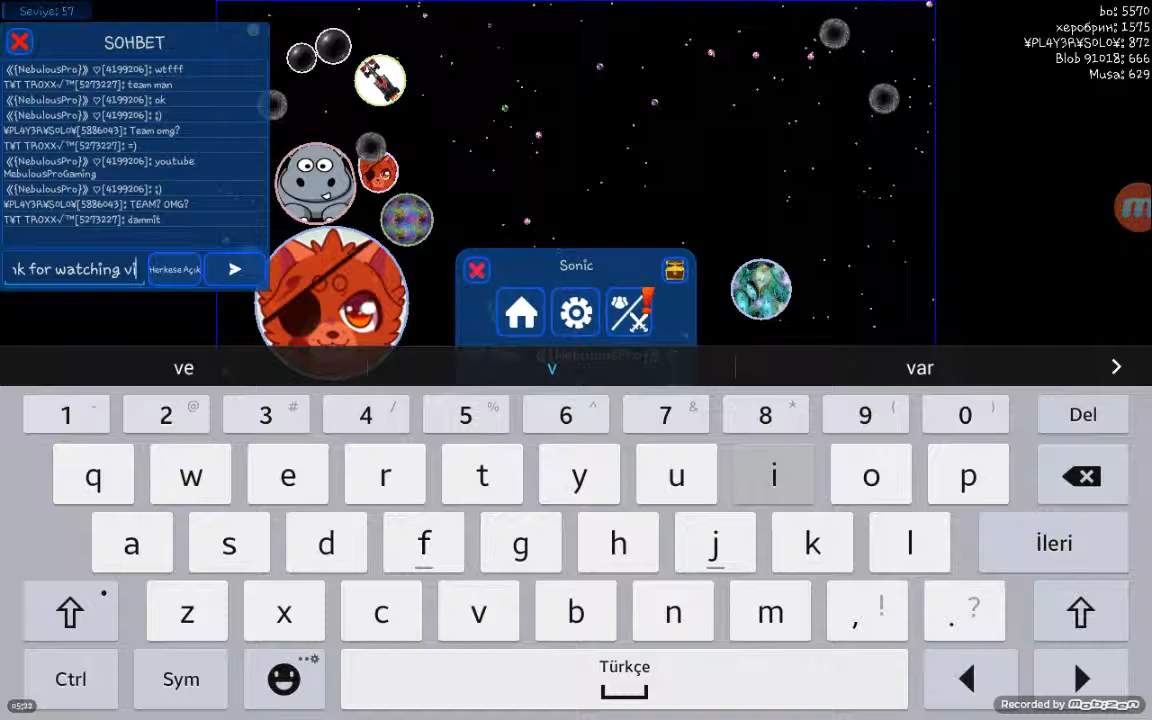 Seviye: 57
bo: 5570
херобрин: 1575
¥PL4Y3R¥S0L0¥: 872
Blob 91018: 666
Musa: 629
SOHBET
⟪{NebulousPro}⟫ ♡[4199206]: wtfff
T¥T TROXX√™[5273227]: team man
⟪{NebulousPro}⟫ ♡[4199206]: ok
⟪{NebulousPro}⟫ ♡[4199206]: ;)
¥PL4Y3R¥S0L0¥[5886043]: Team omg?
T¥T TROXX√™[5273227]: =)
⟪{NebulousPro}⟫ ♡[4199206]: youtube
MebulousProGaming
⟪{NebulousPro}⟫ ♡[4199206]: ;)
¥PL4Y3R¥S0L0¥[5886043]: TEAM? OMG?
T¥T TROXX√™[5273227]: dammit
nk for watching vi
Herkese Açık
Sonic
⟪{NebulousPro}⟫
ve v var
1 - 2 @ 3 # 4 / 5 % 6 ^ 7 & 8 * 9 ( 0 ) Del
q w e r t y u i o p
a s d f g h j k l İleri
z x c v b n m , ! . ?
Ctrl Sym Türkçe
05:22
Recorded by mobizen